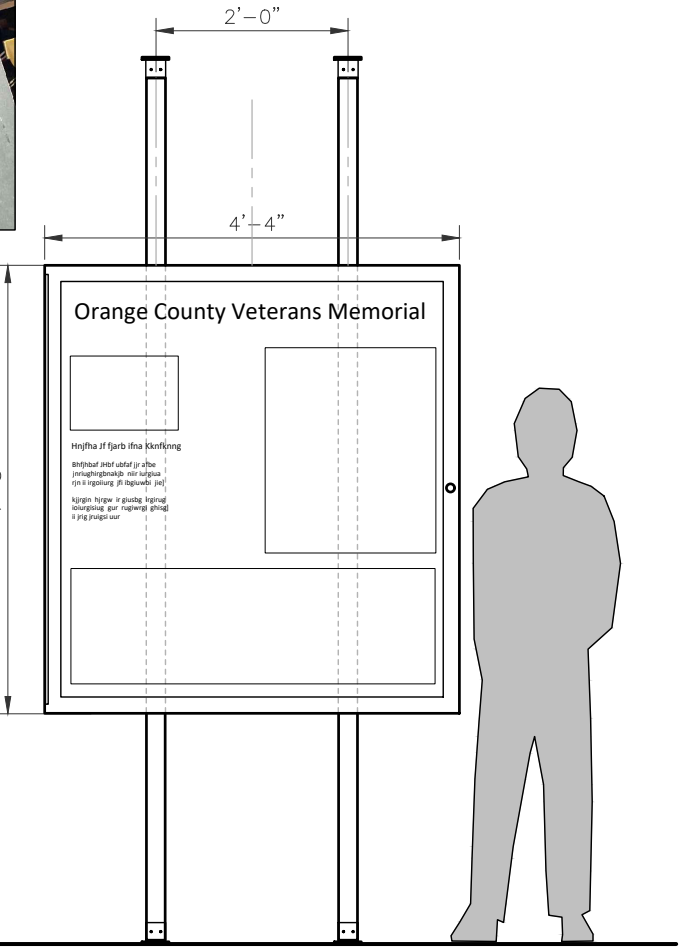 2'-0"
4'-4"
Orange County Veterans Memorial
Hnjfha Jf fjarb ifna Kknfknng
Bhfjhbaf JHbf ubfaf jjr afbe
jnriughirgbnakjb niir iurgiua
rjn ii irgoiiurg jfi ibgiuwbi jie]
kjjrgin hjrgw ir giusbg irgirug
ioiurgisiug gur rugiwrgi ghisg]
ii jrig jruigsi uur